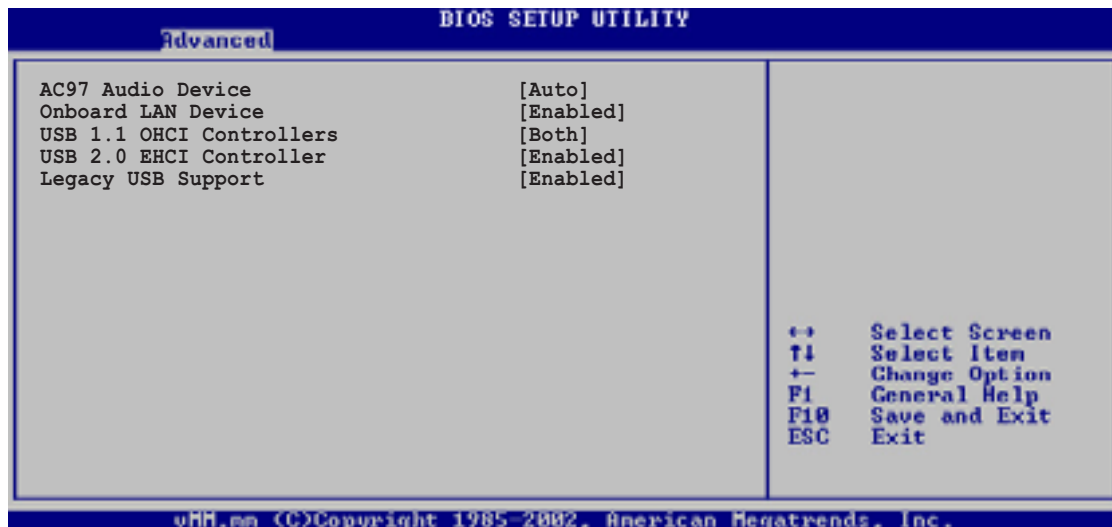 BIOS SETUP UTILITY
Advanced
AC97 Audio Device [Auto]
Onboard LAN Device [Enabled]
USB 1.1 OHCI Controllers [Both]
USB 2.0 EHCI Controller [Enabled]
Legacy USB Support [Enabled]
←→ Select Screen
↑↓ Select Item
+- Change Option
F1 General Help
F10 Save and Exit
ESC Exit
vMM.mm (C)Copyright 1985-2002, American Megatrends, Inc.